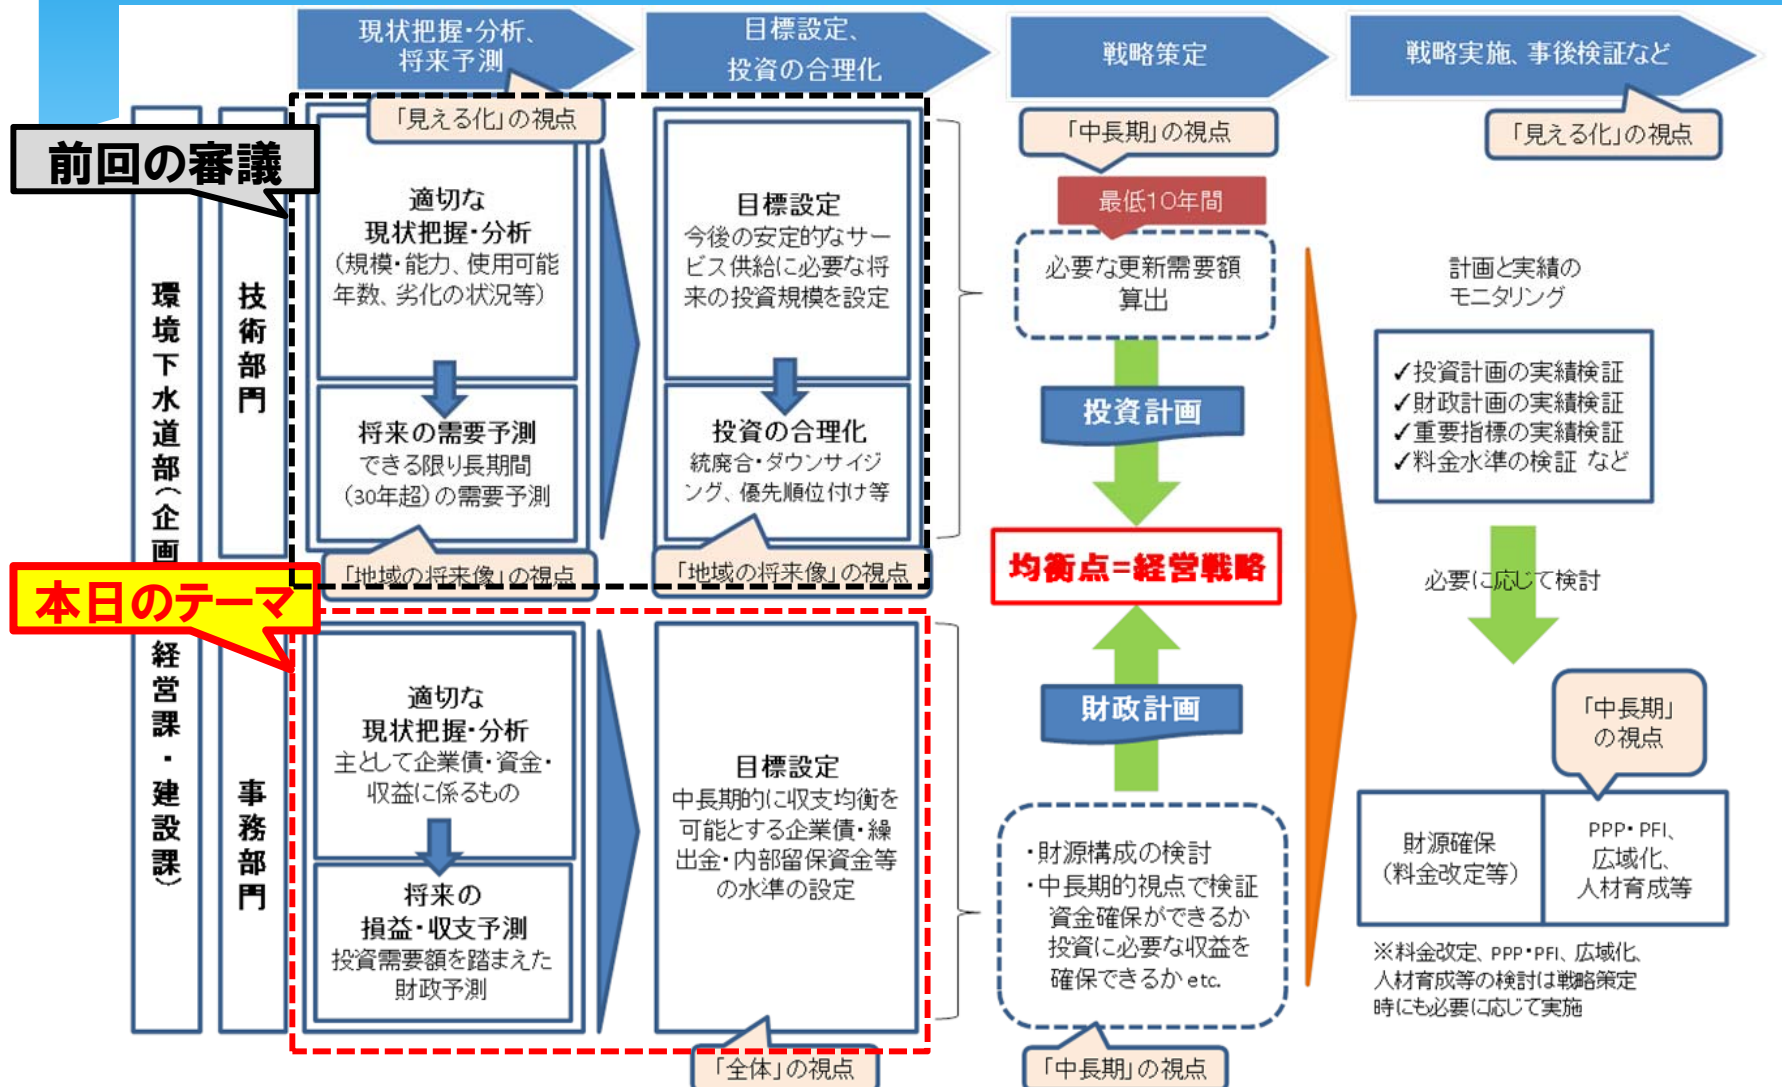 現状把握・分析、
将来予測
目標設定、
投資の合理化
戦略策定
戦略実施、事後検証など
「見える化」の視点
「中長期」の視点
「見える化」の視点
前回の審議
本日のテーマ
環境下水道部（企画
経営課・建設課）
技術部門
事務部門
適切な
現状把握・分析
（規模・能力、使用可能
年数、劣化の状況等）
将来の需要予測
できる限り長期間
（30年超）の需要予測
「地域の将来像」の視点
目標設定
今後の安定的なサー
ビス供給に必要な将
来の投資規模を設定
投資の合理化
統廃合・ダウンサイジ
ング、優先順位付け等
「地域の将来像」の視点
適切な
現状把握・分析
主として企業債・資金・
収益に係るもの
将来の
損益・収支予測
投資需要額を踏まえた
財政予測
目標設定
中長期的に収支均衡を
可能とする企業債・繰
出金・内部留保資金等
の水準の設定
「全体」の視点
最低10年間
必要な更新需要額
算出
投資計画
均衡点=経営戦略
財政計画
・財源構成の検討
・中長期的視点で検証
資金確保ができるか
投資に必要な収益を
確保できるか etc.
「中長期」の視点
計画と実績の
モニタリング
✓投資計画の実績検証
✓財政計画の実績検証
✓重要指標の実績検証
✓料金水準の検証 など
必要に応じて検討
「中長期」
の視点
財源確保
（料金改定等）
PPP・PFI、
広域化、
人材育成等
※料金改定、PPP・PFI、広域化、
人材育成等の検討は戦略策定
時にも必要に応じて実施